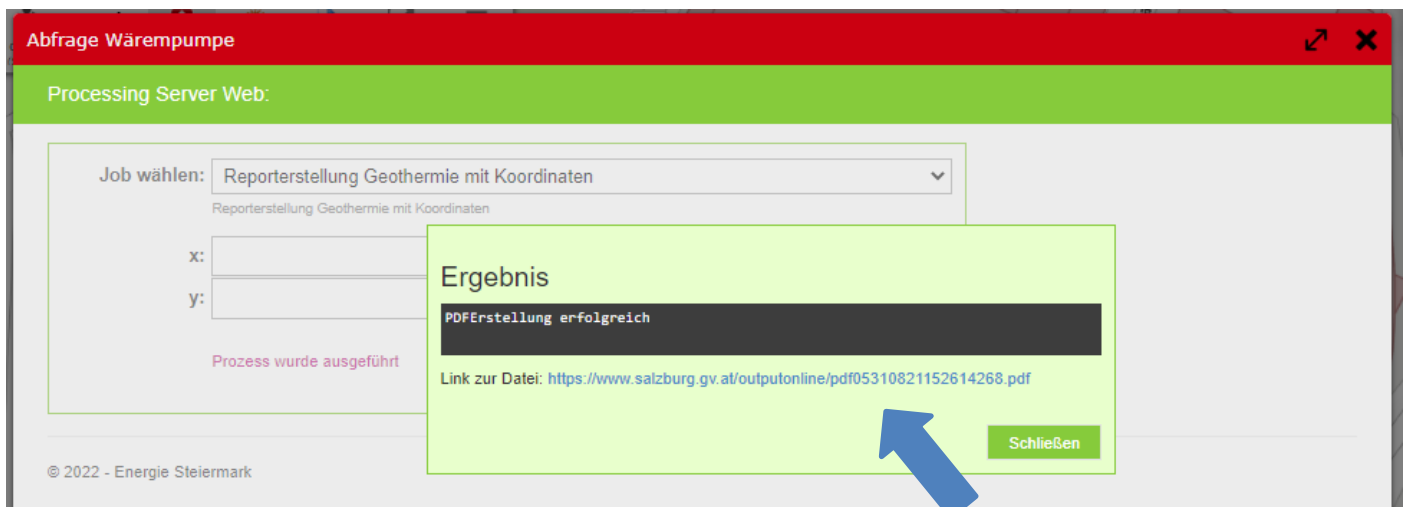 Abfrage Wärempumpe
Processing Server Web:
Job wählen: Reporterstellung Geothermie mit Koordinaten
Reporterstellung Geothermie mit Koordinaten
x:
y:
Prozess wurde ausgeführt
Ergebnis
PDFErstellung erfolgreich
Link zur Datei: https://www.salzburg.gv.at/outputonline/pdf05310821152614268.pdf
Schließen
© 2022 - Energie Steiermark